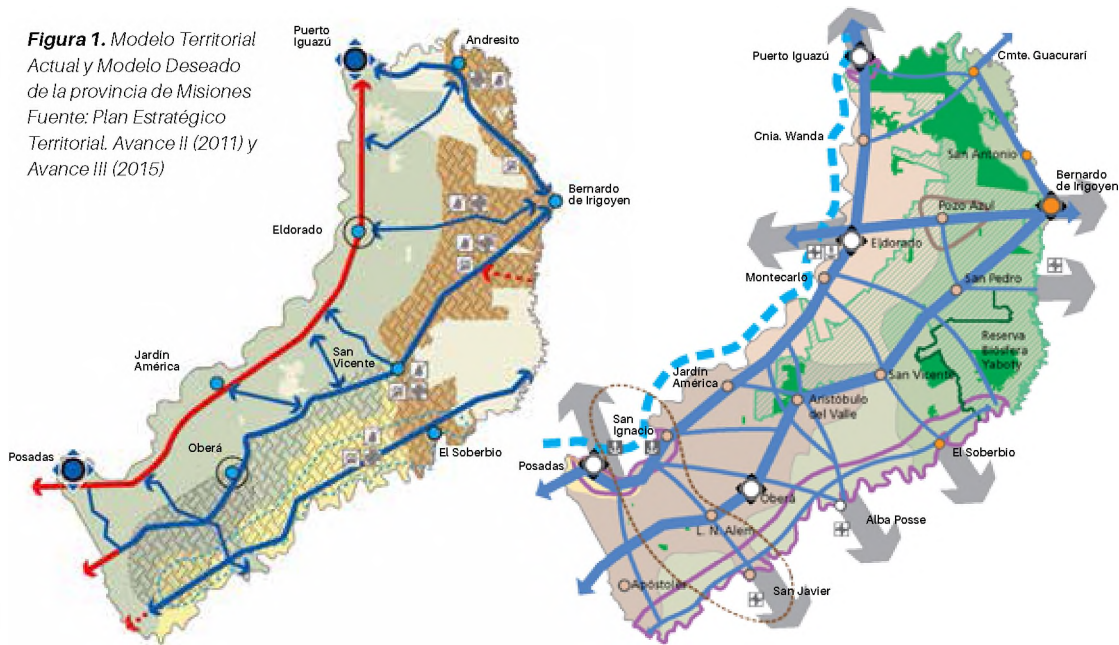 Figura 1. Modelo Territorial
Actual y Modelo Deseado
de la provincia de Misiones
Fuente: Plan Estratégico
Territorial. Avance II (2011) y
Avance III (2015)
Puerto
Iguazú
Andresito
Bernardo
de Irigoyen
Eldorado
San
Vicente
Jardín
América
Oberá
Posadas
El Soberbio
Puerto Iguazú
Cmte. Guacurarí
Cnia. Wanda
San Antonio
Bernardo
de Irigoyen
Pozo Azul
Eldorado
Montecarlo
San Pedro
Reserva
Biósfera
Yabotý
San Vicente
Jardín
América
Aristóbulo
del Valle
San
Ignacio
Posadas
El Soberbio
Oberá
Alba Posse
L. N. Alem
Apóstoles
San Javier